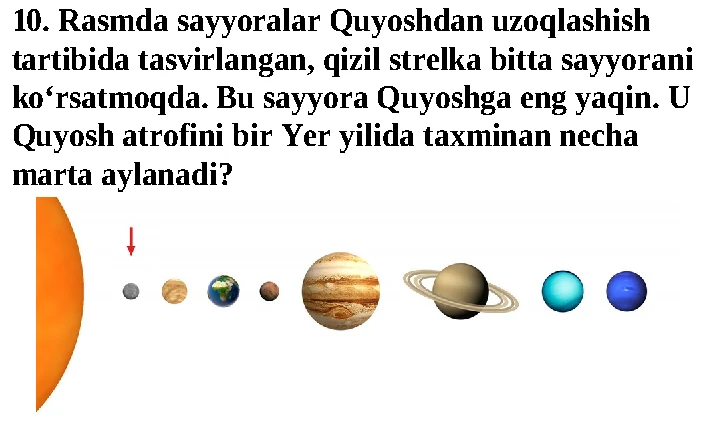 10. Rasmda sayyoralar Quyoshdan uzoqlashish
tartibida tasvirlangan, qizil strelka bitta sayyorani
ko‘rsatmoqda. Bu sayyora Quyoshga eng yaqin. U
Quyosh atrofini bir Yer yilida taxminan necha
marta aylanadi?